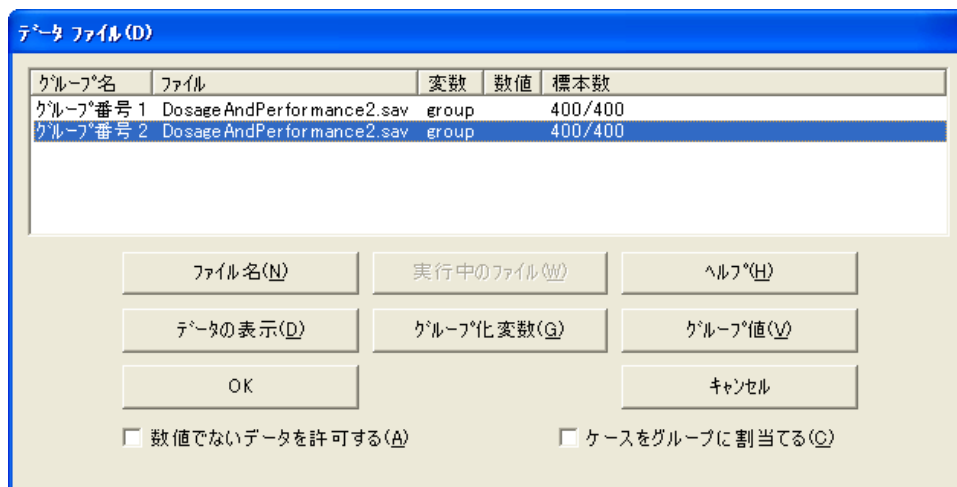 ﾃﾞｰﾀ ﾌｧｲﾙ(D)
ｸﾞﾙｰﾌﾟ名 ﾌｧｲﾙ 変数 数値 標本数
ｸﾞﾙｰﾌﾟ番号 1 DosageAndPerformance2.sav group 400/400
ｸﾞﾙｰﾌﾟ番号 2 DosageAndPerformance2.sav group 400/400
ﾌｧｲﾙ名(N) 実行中のﾌｧｲﾙ(W) ﾍﾙﾌﾟ(H)
ﾃﾞｰﾀの表示(D) ｸﾞﾙｰﾌﾟ化変数(G) ｸﾞﾙｰﾌﾟ値(V)
OK ｷｬﾝｾﾙ
数値でないデータを許可する(A) ケースをグループに割当てる(C)